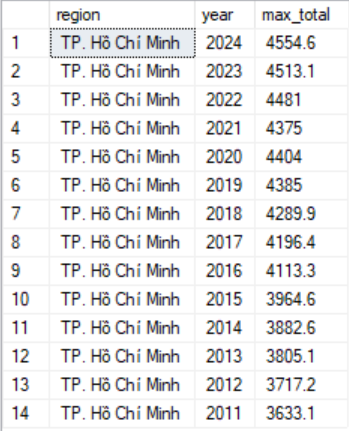 region year max_total
1 TP. Hồ Chí Minh 2024 4554.6
2 TP. Hồ Chí Minh 2023 4513.1
3 TP. Hồ Chí Minh 2022 4481
4 TP. Hồ Chí Minh 2021 4375
5 TP. Hồ Chí Minh 2020 4404
6 TP. Hồ Chí Minh 2019 4385
7 TP. Hồ Chí Minh 2018 4289.9
8 TP. Hồ Chí Minh 2017 4196.4
9 TP. Hồ Chí Minh 2016 4113.3
10 TP. Hồ Chí Minh 2015 3964.6
11 TP. Hồ Chí Minh 2014 3882.6
12 TP. Hồ Chí Minh 2013 3805.1
13 TP. Hồ Chí Minh 2012 3717.2
14 TP. Hồ Chí Minh 2011 3633.1